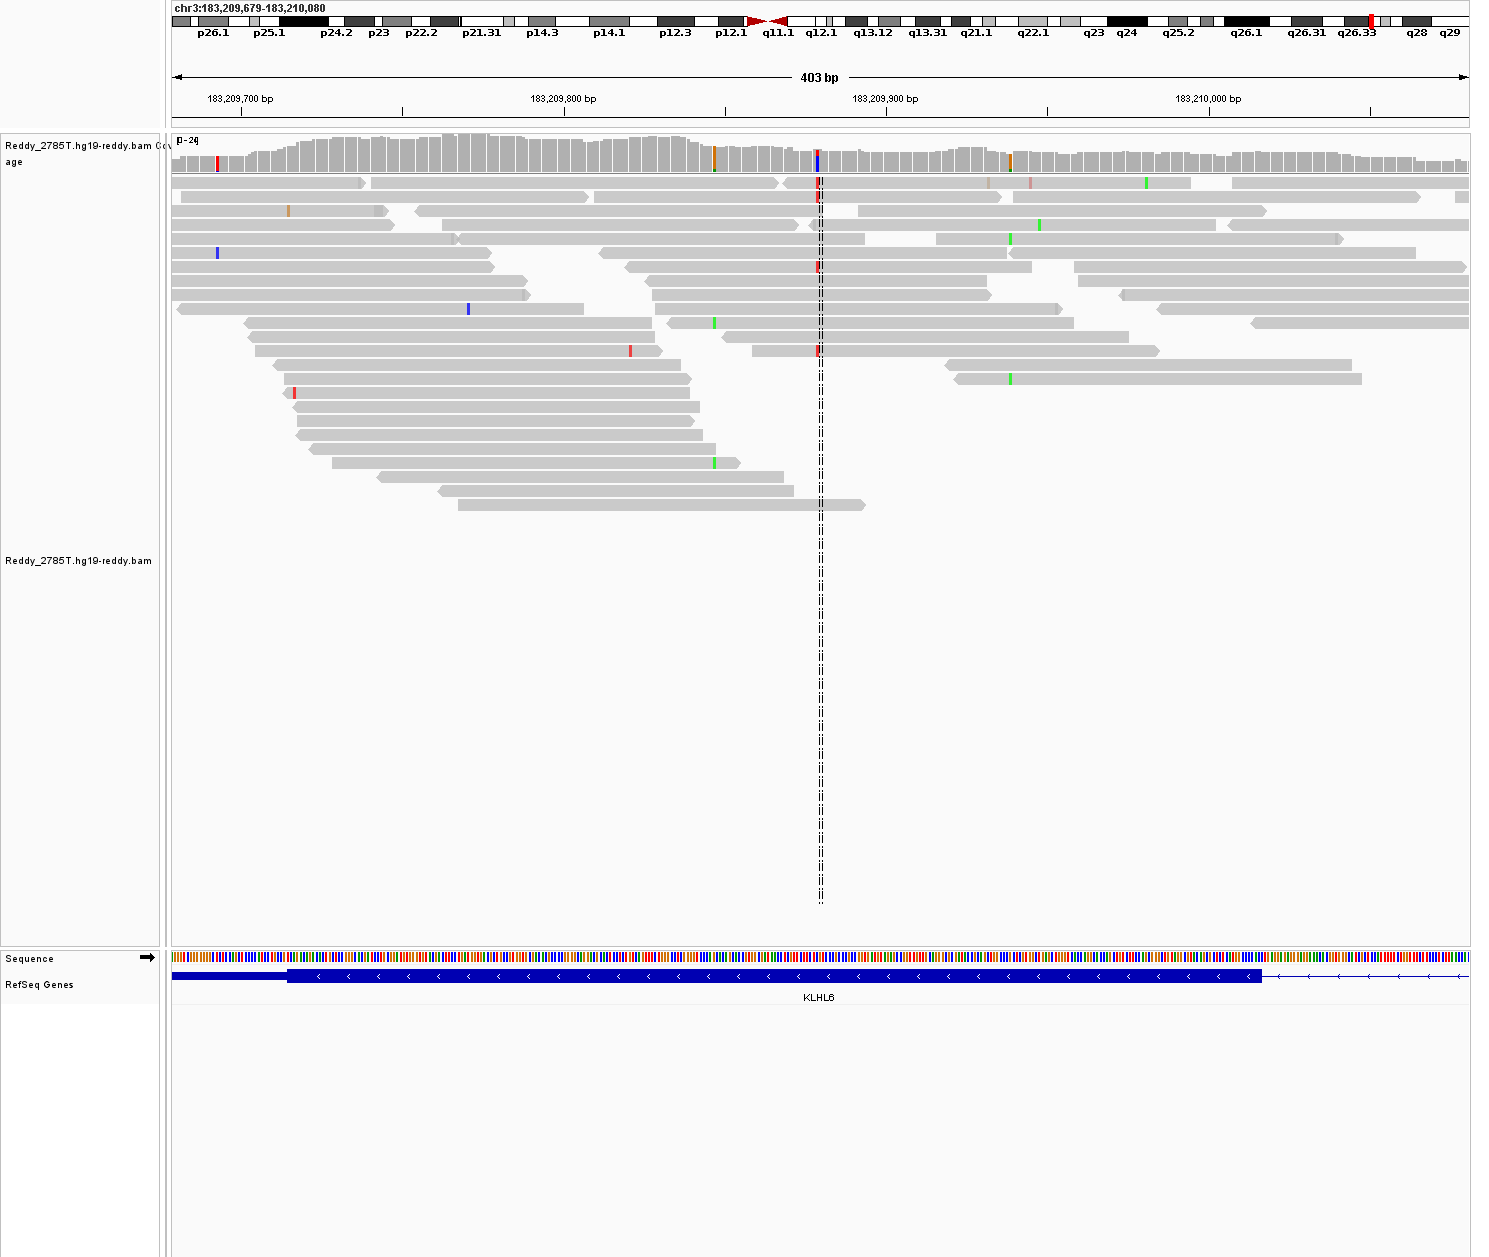 chr3:183,209,679-183,210,080
p26.1 p25.1 p24.2 p23 p22.2 p21.31 p14.3 p14.1 p12.3 p12.1 q11.1 q12.1 q13.12 q13.31 q21.1 q22.1 q23 q24 q25.2 q26.1 q26.31 q26.33 q28 q29
403 bp
183,209,700 bp 183,209,800 bp 183,209,900 bp 183,210,000 bp
Reddy_2785T.hg19-reddy.bam Cov
age
[0-24]
Reddy_2785T.hg19-reddy.bam
Sequence
RefSeq Genes
KLHL6